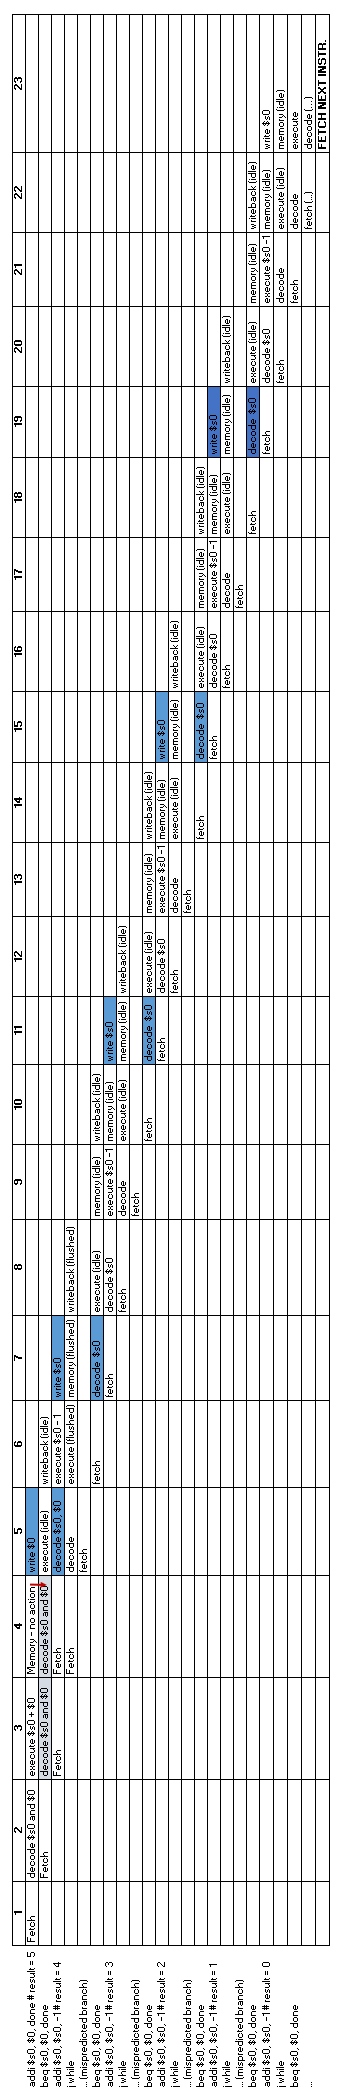 1 2 3 4 5 6 7 8 9 10 11 12 13 14 15 16 17 18 19 20 21 22 23
addi $s0, $0, done # result = 5 Fetch decode $s0 and $0 execute $s0 + $0 Memory - no action write $0
beq $s0, $0, done Fetch decode $s0 and $0 decode $s0 and $0 execute (idle) writeback (idle)
addi $s0, $s0, -1# result = 4 Fetch Fetch decode $s0, $0 execute $s0 - 1 write $s0
j while Fetch decode execute (flushed) memory (flushed) writeback (flushed)
... (mispredicted branch) fetch
beq $s0, $0, done fetch decode $s0 execute (idle) memory (idle) writeback (idle)
addi $s0, $s0, -1# result = 3 fetch decode $s0 execute $s0 -1 memory (idle) write $s0
j while fetch decode execute (idle) memory (idle) writeback (idle)
... (mispredicted branch) fetch
beq $s0, $0, done fetch decode $s0 execute (idle) memory (idle) writeback (idle)
addi $s0, $s0, -1# result = 2 fetch decode $s0 execute $s0 -1 memory (idle) write $s0
j while fetch decode execute (idle) memory (idle) writeback (idle)
... (mispredicted branch) fetch
beq $s0, $0, done fetch decode $s0 execute (idle) memory (idle) writeback (idle)
addi $s0, $s0, -1# result = 1 fetch decode $s0 execute $s0 -1 memory (idle) write $s0
j while fetch decode execute (idle) memory (idle) writeback (idle)
... (mispredicted branch) fetch
beq $s0, $0, done fetch decode $s0 execute (idle) memory (idle) writeback (idle)
addi $s0, $s0, -1# result = 0 fetch decode $s0 execute $s0 -1 memory (idle) write $s0
j while fetch decode execute (idle) memory (idle)
beq $s0, $0, done fetch decode execute
... fetch (...) decode (...)
FETCH NEXT INSTR.